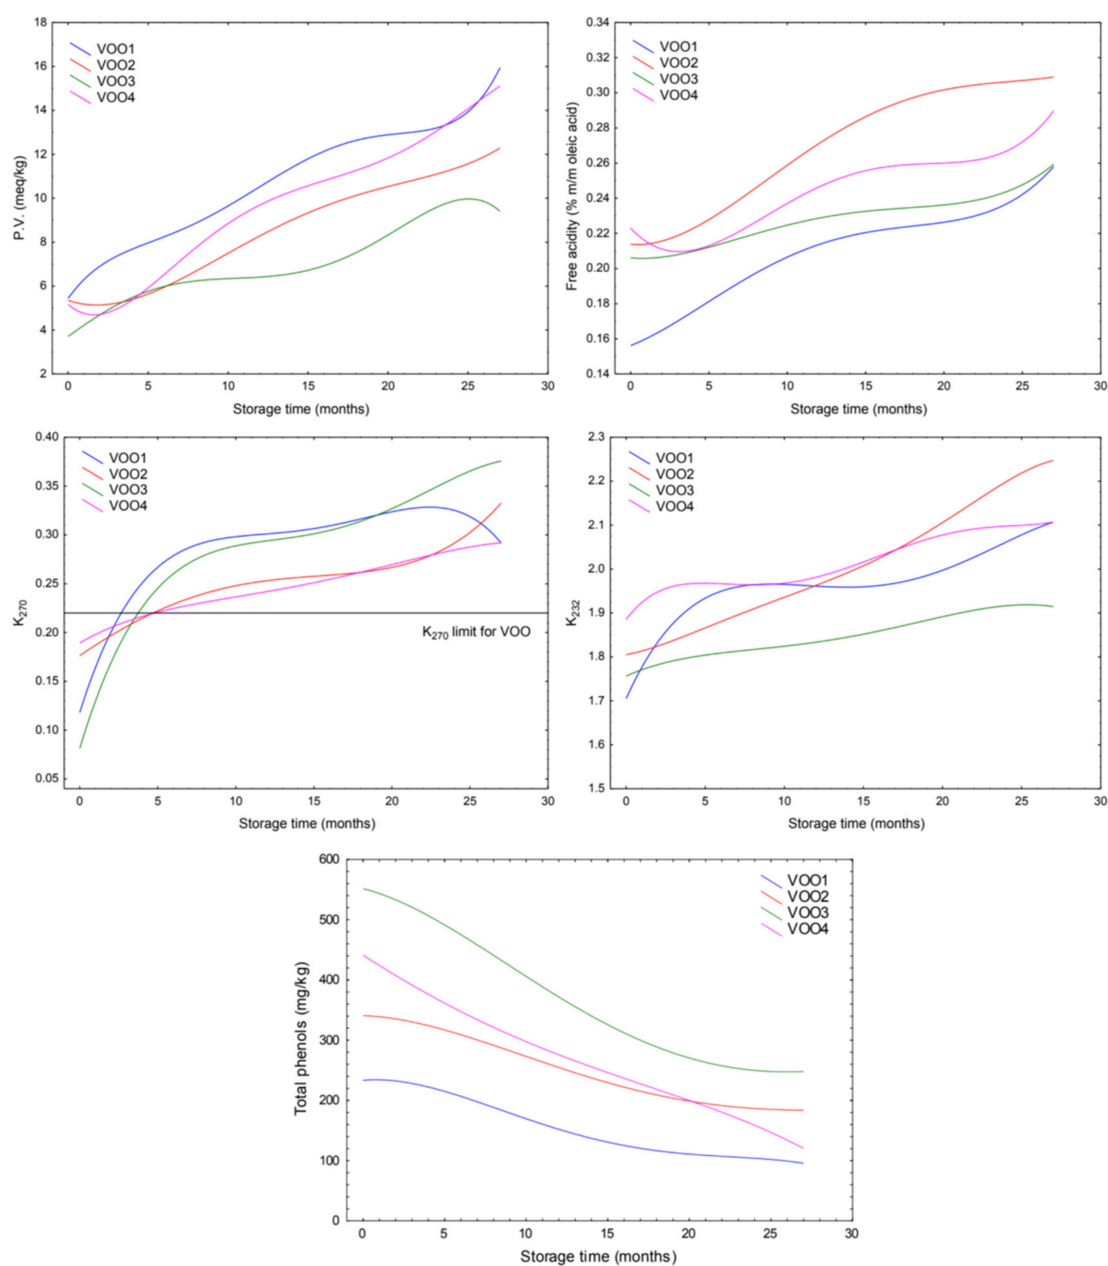 18
16
14
12
10
8
6
4
2
P.V. (meq/kg)
VOO1
VOO2
VOO3
VOO4
0 5 10 15 20 25 30
Storage time (months)
0.34
0.32
0.30
0.28
0.26
0.24
0.22
0.20
0.18
0.16
0.14
Free acidity (% m/m oleic acid)
VOO1
VOO2
VOO3
VOO4
0 5 10 15 20 25 30
Storage time (months)
0.40
0.35
0.30
0.25
0.20
0.15
0.10
0.05
K270
VOO1
VOO2
VOO3
VOO4
K270 limit for VOO
0 5 10 15 20 25 30
Storage time (months)
2.3
2.2
2.1
2.0
1.9
1.8
1.7
1.6
1.5
K232
VOO1
VOO2
VOO3
VOO4
0 5 10 15 20 25 30
Storage time (months)
600
500
400
300
200
100
0
Total phenols (mg/kg)
VOO1
VOO2
VOO3
VOO4
0 5 10 15 20 25 30
Storage time (months)